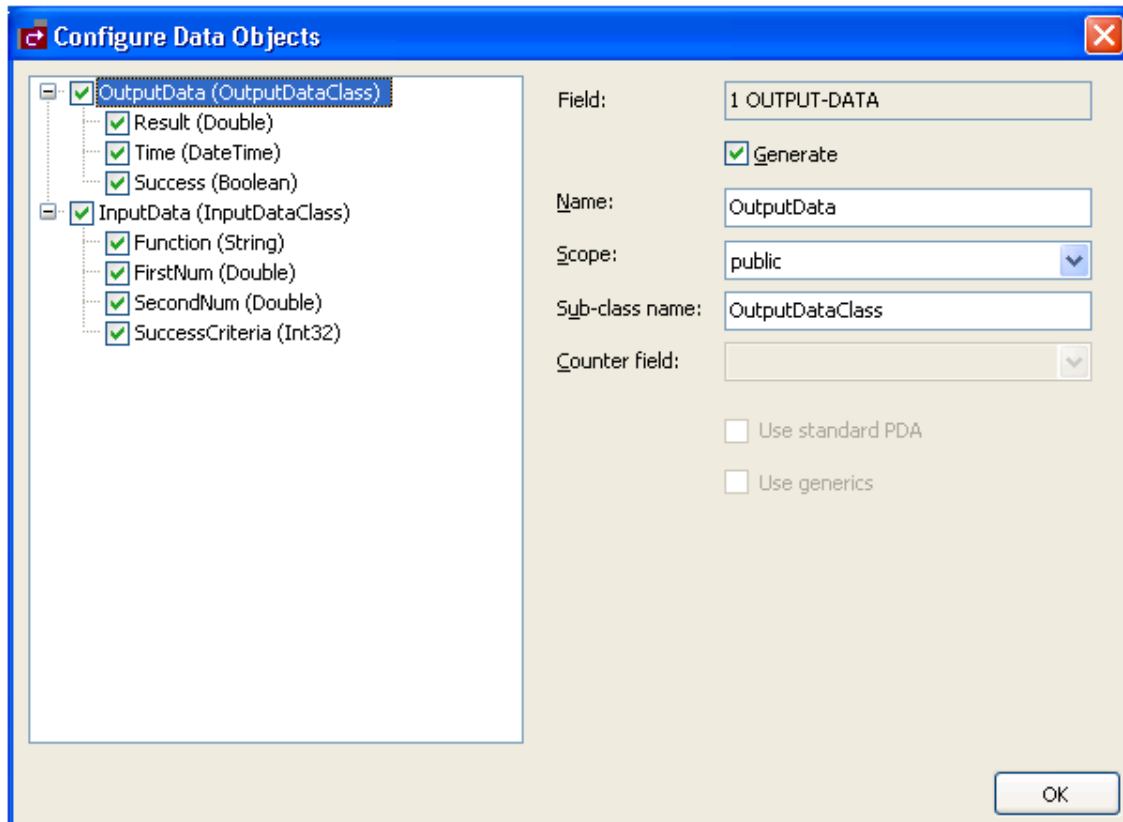 Configure Data Objects
OutputData (OutputDataClass)
Result (Double)
Time (DateTime)
Success (Boolean)
InputData (InputDataClass)
Function (String)
FirstNum (Double)
SecondNum (Double)
SuccessCriteria (Int32)
Field: 1 OUTPUT-DATA
Generate
Name: OutputData
Scope: public
Sub-class name: OutputDataClass
Counter field:
Use standard PDA
Use generics
OK